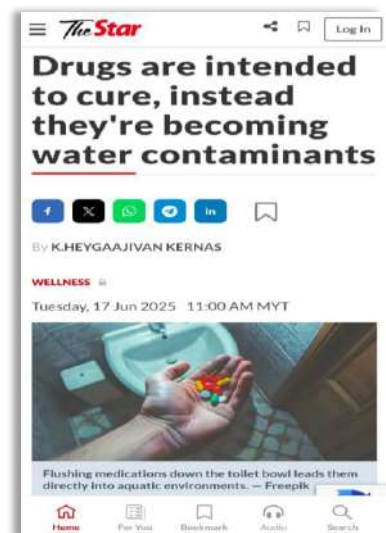 The Star
Log In
Drugs are intended
to cure, instead
they're becoming
water contaminants
By K.HEYGAAJIVAN KERNAS
WELLNESS
Tuesday, 17 Jun 2025 11:00 AM MYT
Flushing medications down the toilet bowl leads them
directly into aquatic environments. — Freepik
Home For You Bookmark Audio Search